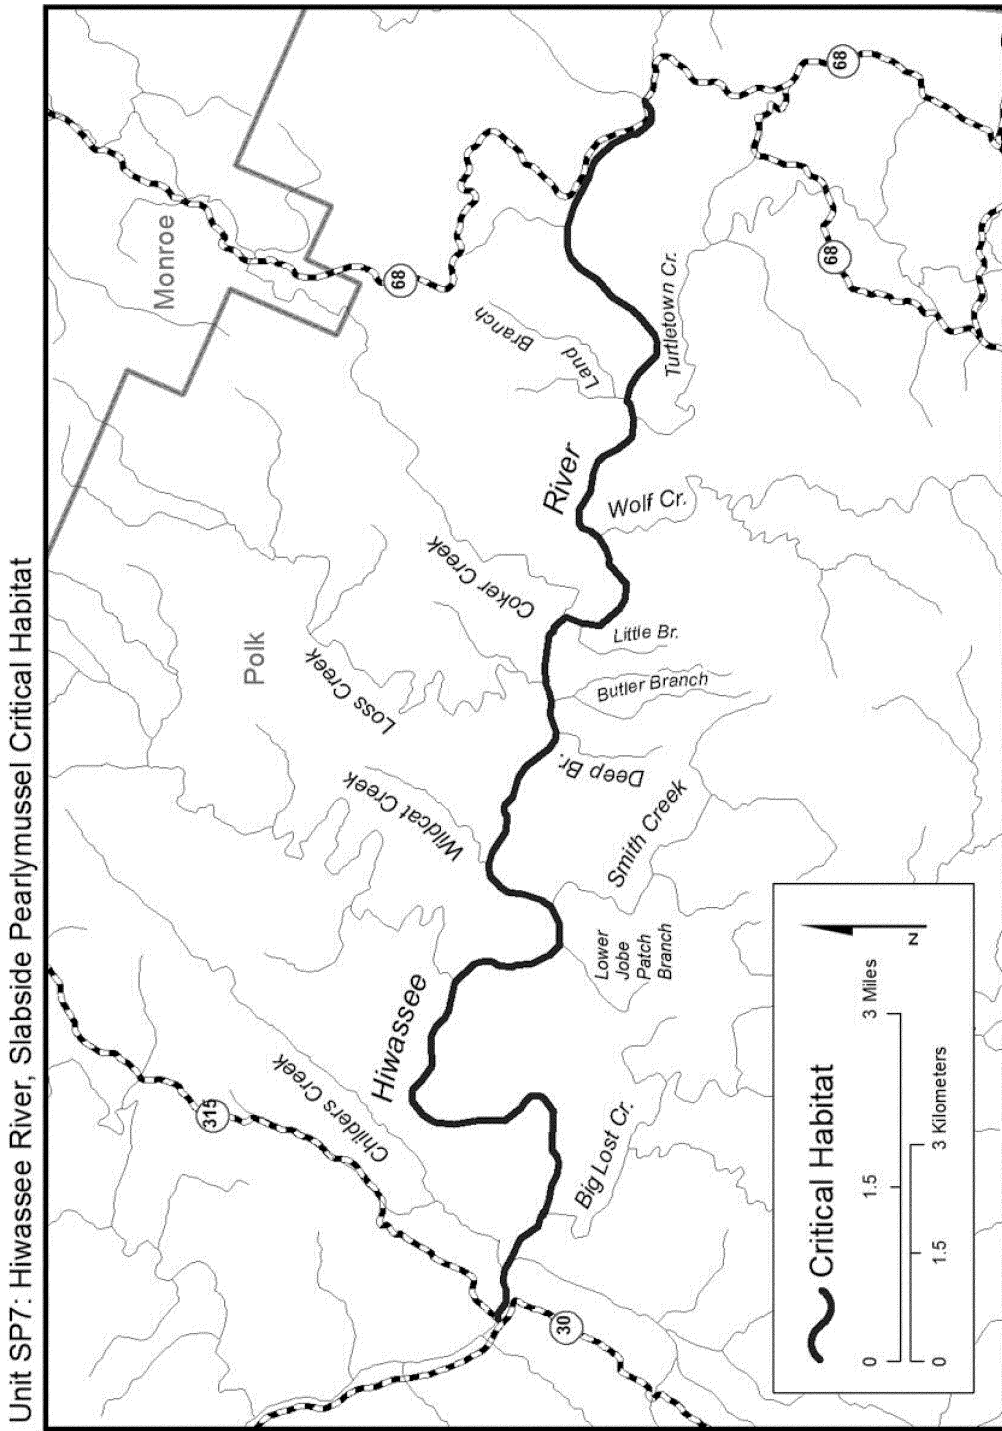 Unit SP7: Hiwassee River, Slabside Pearlymussel Critical Habitat
Monroe
Polk
68
68
68
315
30
Branch
Land
Turtletown Cr.
River
Wolf Cr.
Coker Creek
Little Br.
Loss Creek
Butler Branch
Deep Br.
Wildcat Creek
Smith Creek
Lower
Jobe
Patch
Branch
Hiwassee
Childers Creek
Big Lost Cr.
Critical Habitat
0
1.5
3 Miles
0
1.5
3 Kilometers
N